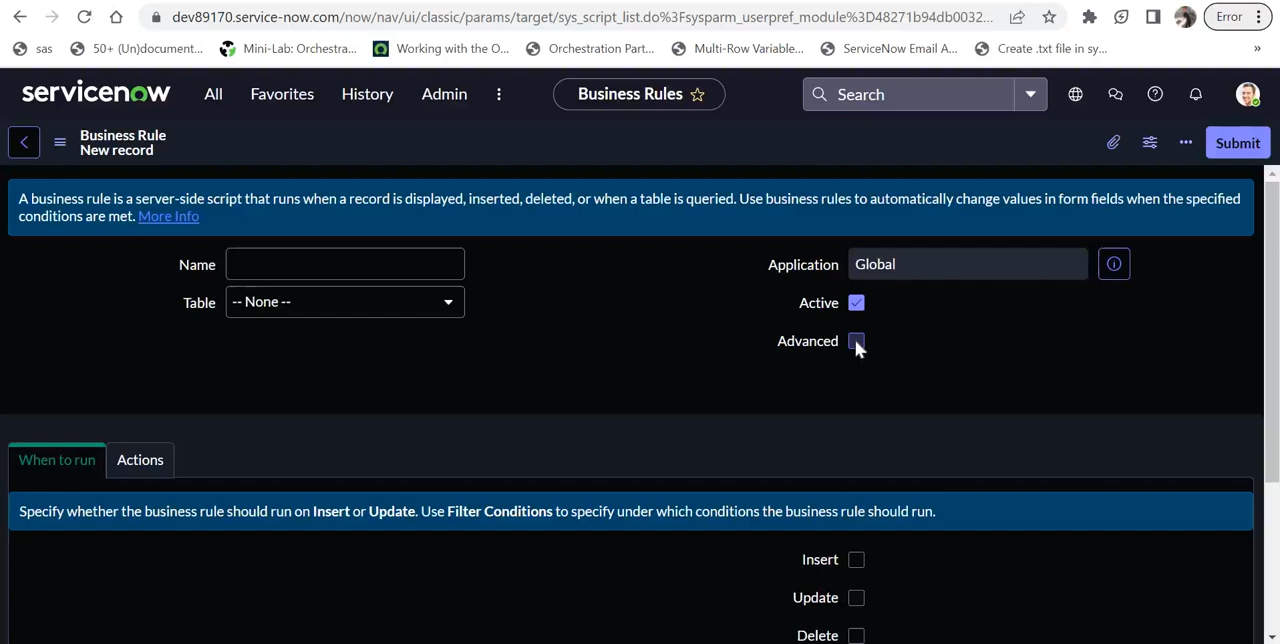 dev89170.service-now.com/now/nav/ui/classic/params/target/sys_script_list.do%3Fsysparm_userpref_module%3D48271b94db0032...
Error
sas
50+ (Un)document...
Mini-Lab: Orchestra...
Working with the O...
Orchestration Part...
Multi-Row Variable...
ServiceNow Email A...
Create .txt file in sy...
»
servicenow
All
Favorites
History
Admin
Business Rules
Search
Business Rule
New record
Submit
A business rule is a server-side script that runs when a record is displayed, inserted, deleted, or when a table is queried. Use business rules to automatically change values in form fields when the specified
conditions are met. More Info
Name
Application
Global
Table
-- None --
Active
Advanced
When to run
Actions
Specify whether the business rule should run on Insert or Update. Use Filter Conditions to specify under which conditions the business rule should run.
Insert
Update
Delete